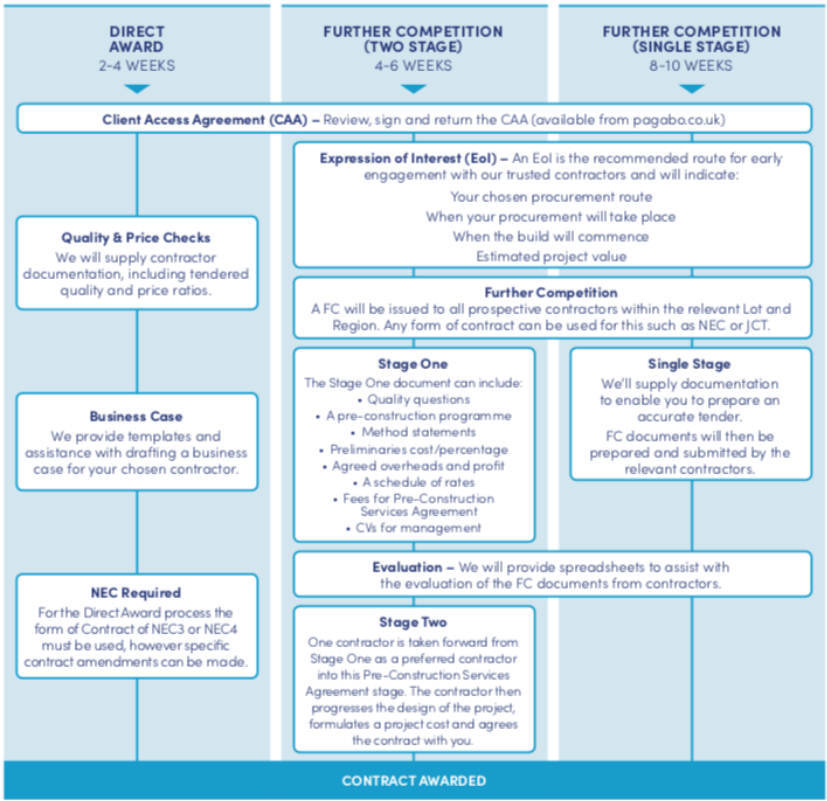 DIRECT
AWARD
2-4 WEEKS
FURTHER COMPETITION
(TWO STAGE)
4-6 WEEKS
FURTHER COMPETITION
(SINGLE STAGE)
8-10 WEEKS
Client Access Agreement (CAA) – Review, sign and return the CAA (available from pagabo.co.uk)
Expression of Interest (EoI) – An EoI is the recommended route for early
engagement with our trusted contractors and will indicate:
Your chosen procurement route
When your procurement will take place
When the build will commence
Estimated project value
Quality & Price Checks
We will supply contractor
documentation, including tendered
quality and price ratios.
Further Competition
A FC will be issued to all prospective contractors within the relevant Lot and
Region. Any form of contract can be used for this such as NEC or JCT.
Stage One
The Stage One document can include:
• Quality questions
• A pre-construction programme
• Method statements
• Preliminaries cost/percentage
• Agreed overheads and profit
• A schedule of rates
• Fees for Pre-Construction
Services Agreement
• CVs for management
Single Stage
We'll supply documentation
to enable you to prepare an
accurate tender.
FC documents will then be
prepared and submitted by the
relevant contractors.
Business Case
We provide templates and
assistance with drafting a business
case for your chosen contractor.
Evaluation – We will provide spreadsheets to assist with
the evaluation of the FC documents from contractors.
NEC Required
For the Direct Award process the
form of Contract of NEC3 or NEC4
must be used, however specific
contract amendments can be made.
Stage Two
One contractor is taken forward from
Stage One as a preferred contractor
into this Pre-Construction Services
Agreement stage. The contractor then
progresses the design of the project,
formulates a project cost and agrees
the contract with you.
CONTRACT AWARDED